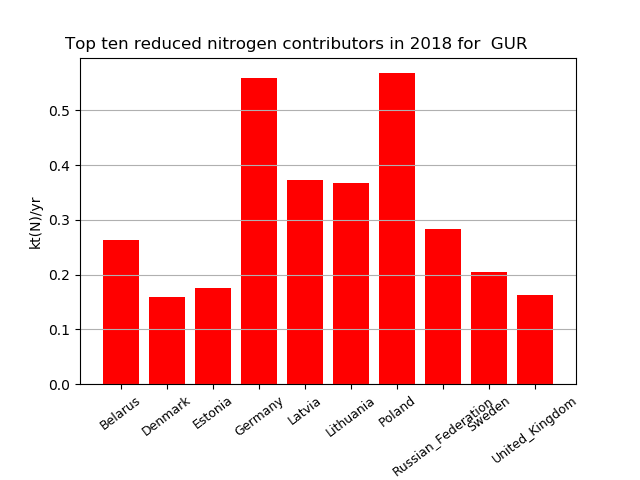 Top ten reduced nitrogen contributors in 2018 for  GUR
kt(N)/yr
0.5
0.4
0.3
0.2
0.1
0.0
Belarus
Denmark
Estonia
Germany
Latvia
Lithuania
Poland
Russian_Federation
Sweden
United_Kingdom